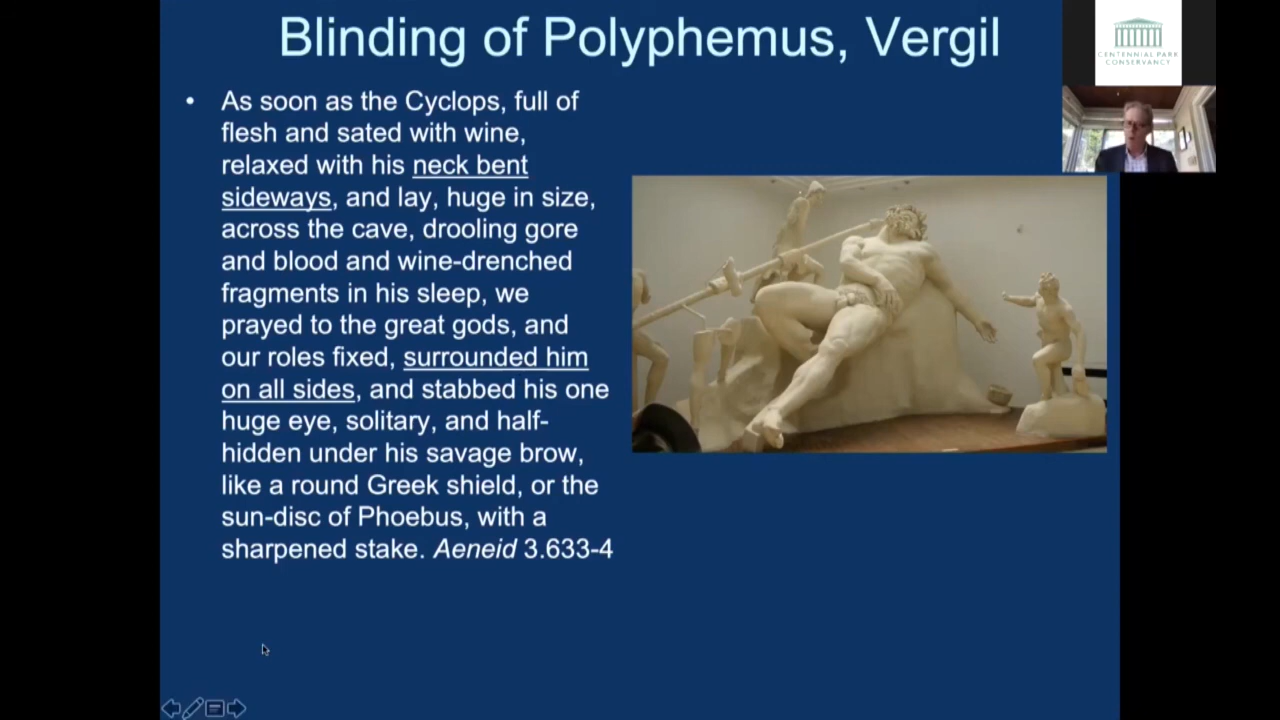 Blinding of Polyphemus, Vergil
CENTENNIAL PARK
CONSERVANCY
• As soon as the Cyclops, full of
flesh and sated with wine,
relaxed with his neck bent
sideways, and lay, huge in size,
across the cave, drooling gore
and blood and wine-drenched
fragments in his sleep, we
prayed to the great gods, and
our roles fixed, surrounded him
on all sides, and stabbed his one
huge eye, solitary, and half-
hidden under his savage brow,
like a round Greek shield, or the
sun-disc of Phoebus, with a
sharpened stake. Aeneid 3.633-4